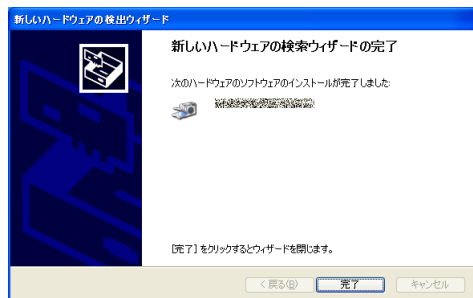 新しいハードウェアの検出ウィザード
新しいハードウェアの検索ウィザードの完了
次のハードウェアのソフトウェアのインストールが完了しました:
[完了] をクリックするとウィザードを閉じます。
< 戻る(B)
完了
キャンセル